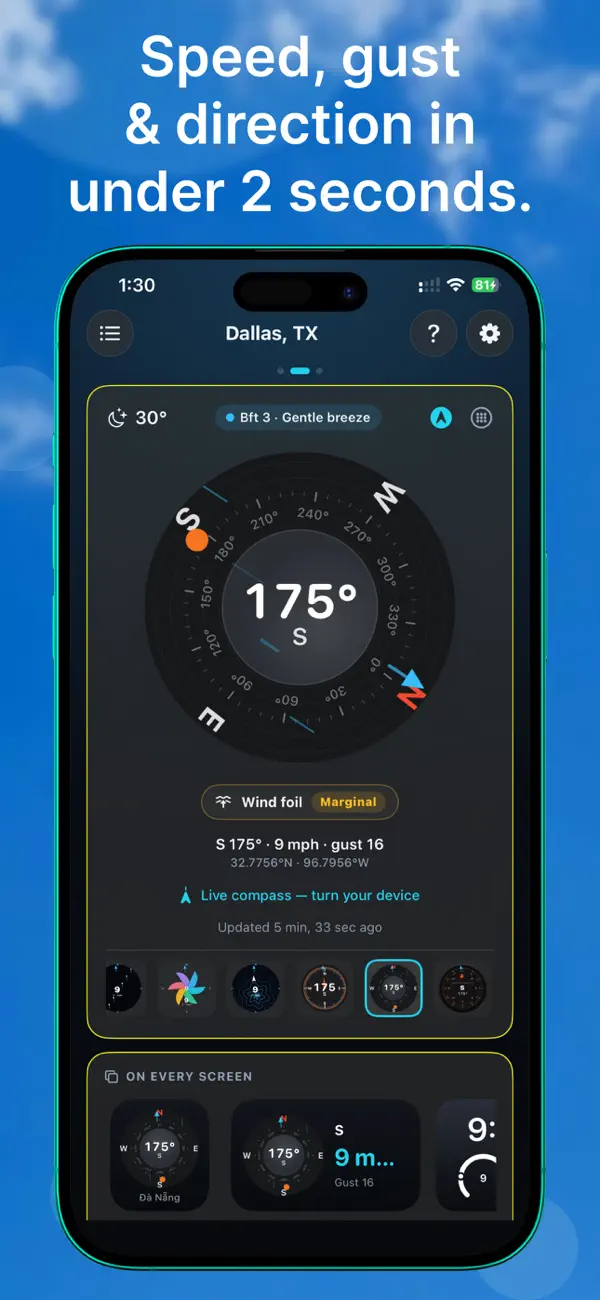 Speed, gust
& direction in
under 2 seconds.
1:30
81
Dallas, TX
?
30°
Bft 3 · Gentle breeze
S
W
N
E
180°
210°
240°
270°
300°
330°
0°
30°
60°
90°
120°
150°
175°
S
Wind foil Marginal
S 175° · 9 mph · gust 16
32.7756°N · 96.7956°W
Live compass — turn your device
Updated 5 min, 33 sec ago
9
9
9
175
175°
S
ON EVERY SCREEN
N
W
175°
E
S
S
Đà Nẵng
N
W
175°
E
S
S
S
9 m...
Gust 16
9:
9